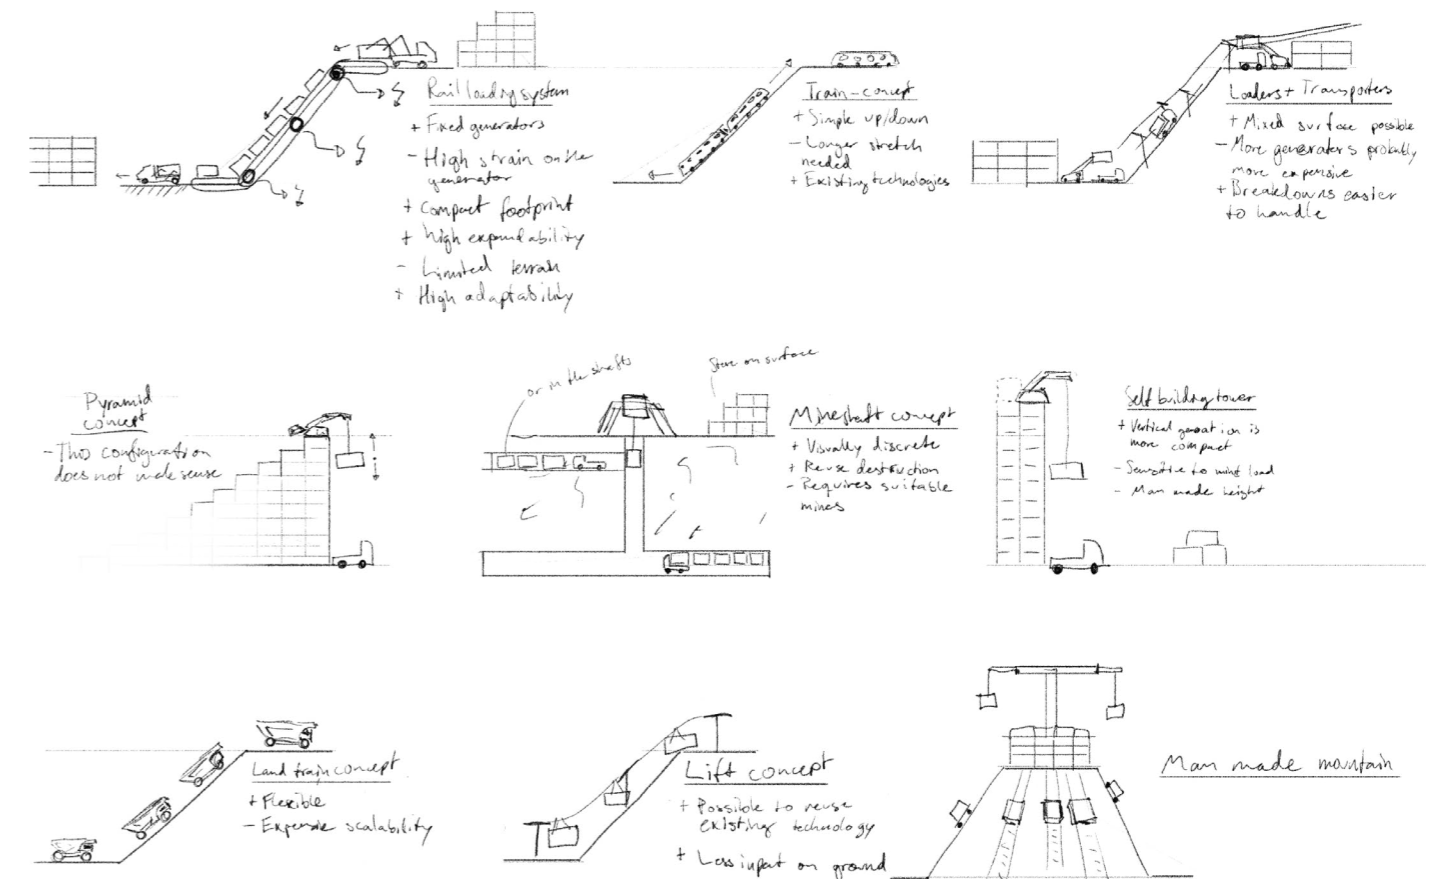 Rail loading system
+ Fixed generators
- High strain on the
generator
+ Compact footprint
+ high expandability
- Limited terrain
+ High adaptability
Train-concept
+ Simple up/down
- Longer stretch
needed
+ Existing technologies
Loaders + Transporters
+ Mixed surface possible
- More generators probably
more expensive
+ Breakdowns easier
to handle
Pyramid
concept
- This configuration
does not make sense
or in the shafts
Store on surface
Mineshaft concept
+ Visually discrete
+ Reuse destruction
- Requires suitable
mines
Self building tower
+ Vertical generation is
more compact
- Sensitive to wind load
- Man made height
Land train concept
+ Flexible
- Expensive scalability
Lift concept
+ Possible to reuse
existing technology
+ Less input on ground
Man made mountain